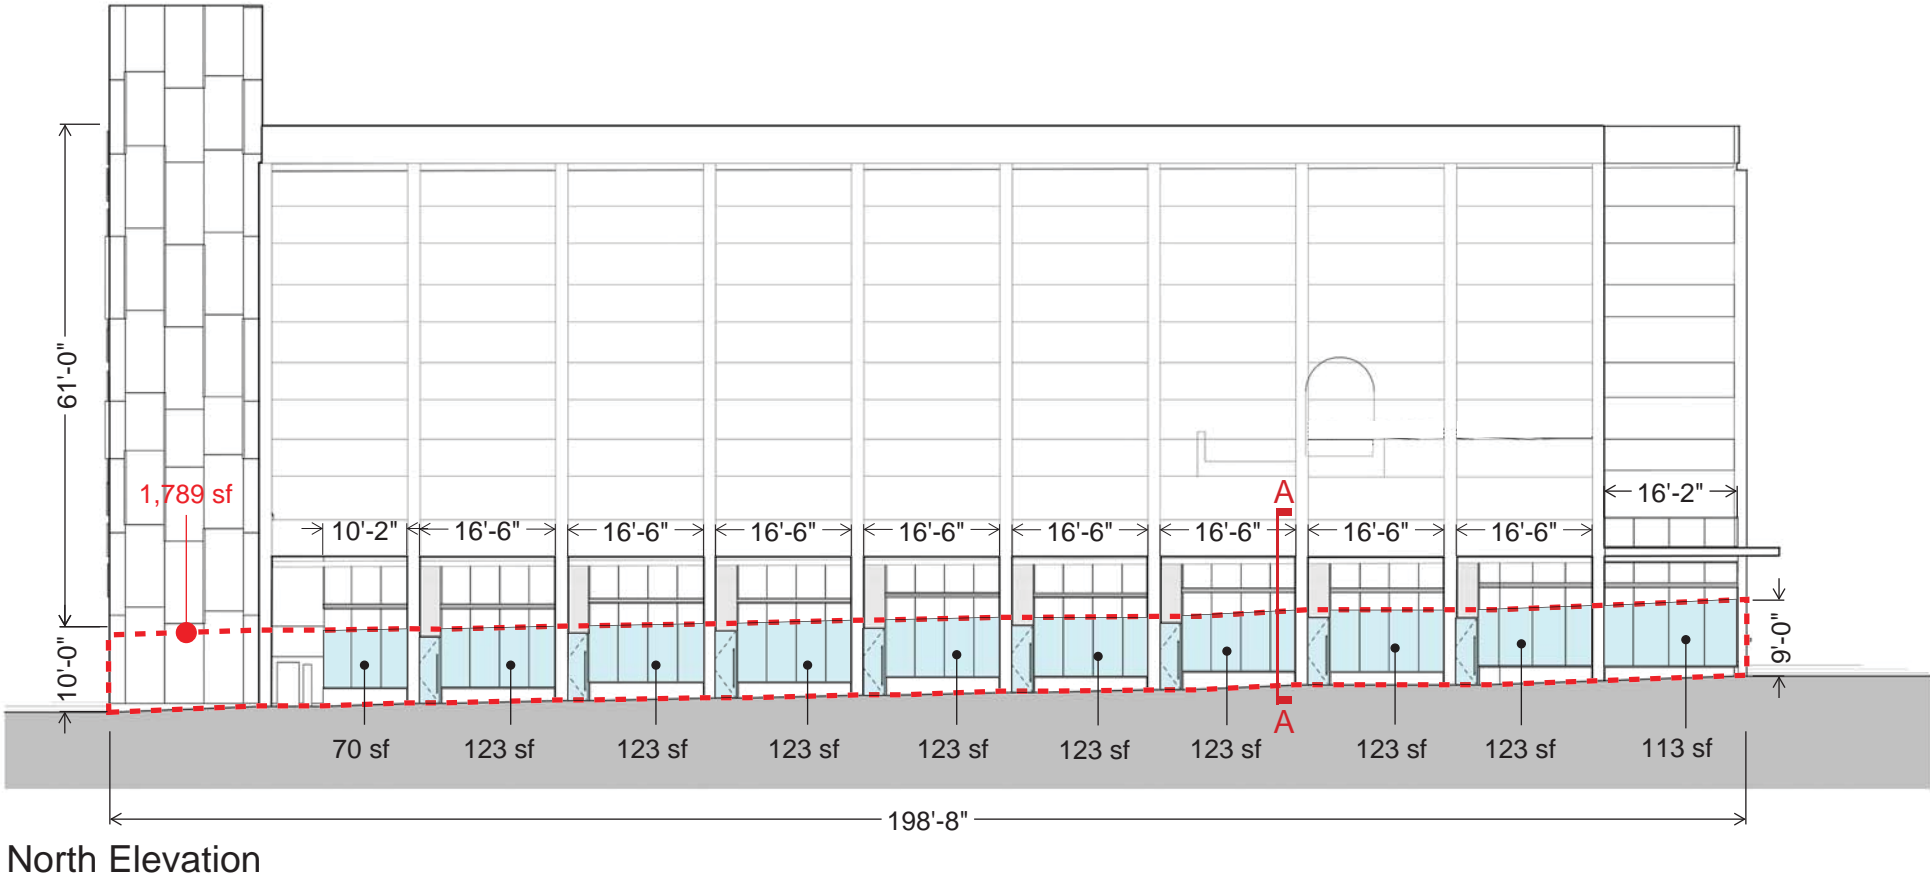 61'-0"
1,789 sf
A
16'-2"
10'-2"
16'-6"
16'-6"
16'-6"
16'-6"
16'-6"
16'-6"
16'-6"
16'-6"
10'-0"
9'-0"
A
70 sf
123 sf
123 sf
123 sf
123 sf
123 sf
123 sf
123 sf
123 sf
113 sf
198'-8"
North Elevation